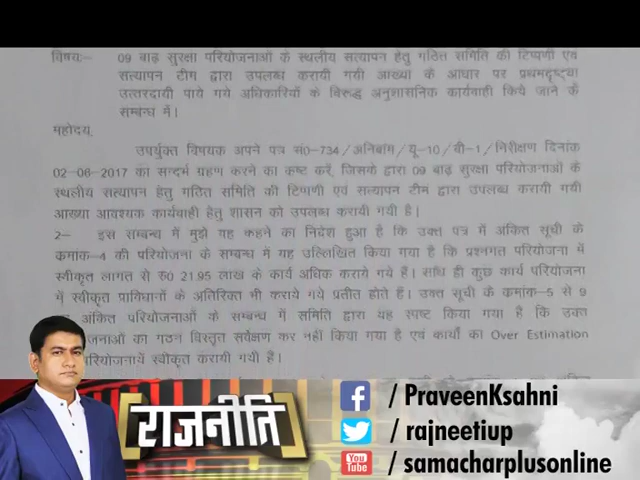 विषयः- 09 बाढ़ सुरक्षा परियोजनाओं के स्थलीय सत्यापन हेतु गठित समिति की टिप्पणी एवं
सत्यापन टीम द्वारा उपलब्ध करायी गयी आख्या के आधार पर प्रथमदृष्ट्या
उत्तरदायी पाये गये अधिकारियों के विरूद्ध अनुशासनिक कार्यवाही किये जाने के
सम्बन्ध में।
महोदय,
उपर्युक्त विषयक अपने पत्र सं0-734/अनिबांम/यू-10/बी-1/निरीक्षण दिनांक
02-06-2017 का सन्दर्भ ग्रहण करने का कष्ट करें, जिसके द्वारा 09 बाढ़ सुरक्षा परियोजनाओं के
स्थलीय सत्यापन हेतु गठित समिति की टिप्पणी एवं सत्यापन टीम द्वारा उपलब्ध करायी गयी
आख्या आवश्यक कार्यवाही हेतु शासन को उपलब्ध करायी गयी है।
2- इस सम्बन्ध में मुझे यह कहने का निदेश हुआ है कि उक्त पत्र में अंकित सूची के
क्रमांक-4 की परियोजना के सम्बन्ध में यह उल्लिखित किया गया है कि प्रश्नगत परियोजना में
स्वीकृत लागत से रु0 21.95 लाख के कार्य अधिक कराये गये हैं। साथ ही कुछ कार्य परियोजना
में स्वीकृत प्राविधानों के अतिरिक्त भी कराये गये प्रतीत होते हैं। उक्त सूची के क्रमांक-5 से 9
अंकित परियोजनाओं के सम्बन्ध में समिति द्वारा यह स्पष्ट किया गया है कि उक्त
जनाओं का गठन विस्तृत सर्वेक्षण कर नहीं किया गया है एवं कार्यों का Over Estimation
परियोजनायें स्वीकृत करायी गयी हैं।
राजनीति
/ PraveenKsahni
/ rajneetiup
You Tube / samacharplusonline